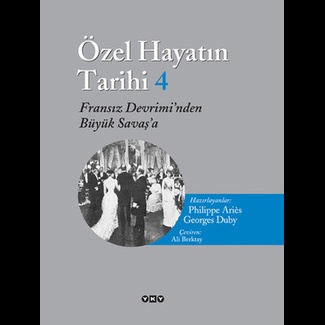 Özel Hayatın
Tarihi 4
Fransız Devrimi'nden
Büyük Savaş'a
Hazırlayanlar:
Philippe Ariès
Georges Duby
Çeviren:
Ali Berktay
YKY